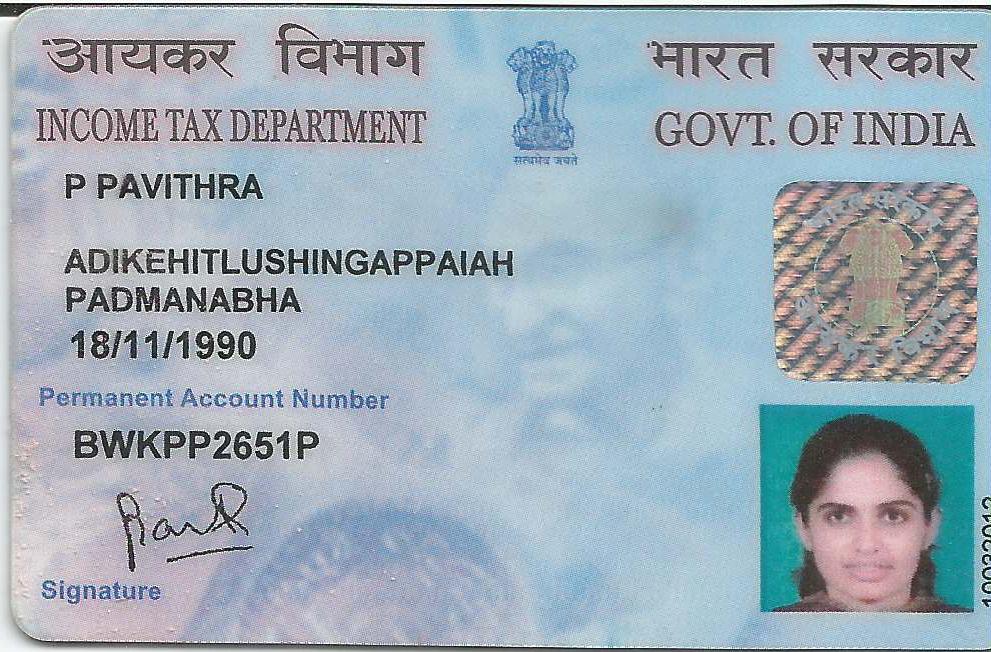 आयकर विभाग
INCOME TAX DEPARTMENT
भारत सरकार
GOVT. OF INDIA
सत्यमेव जयते
P PAVITHRA
ADIKEHITLUSHINGAPPAIAH
PADMANABHA
18/11/1990
Permanent Account Number
BWKPP2651P
Signature
10032012